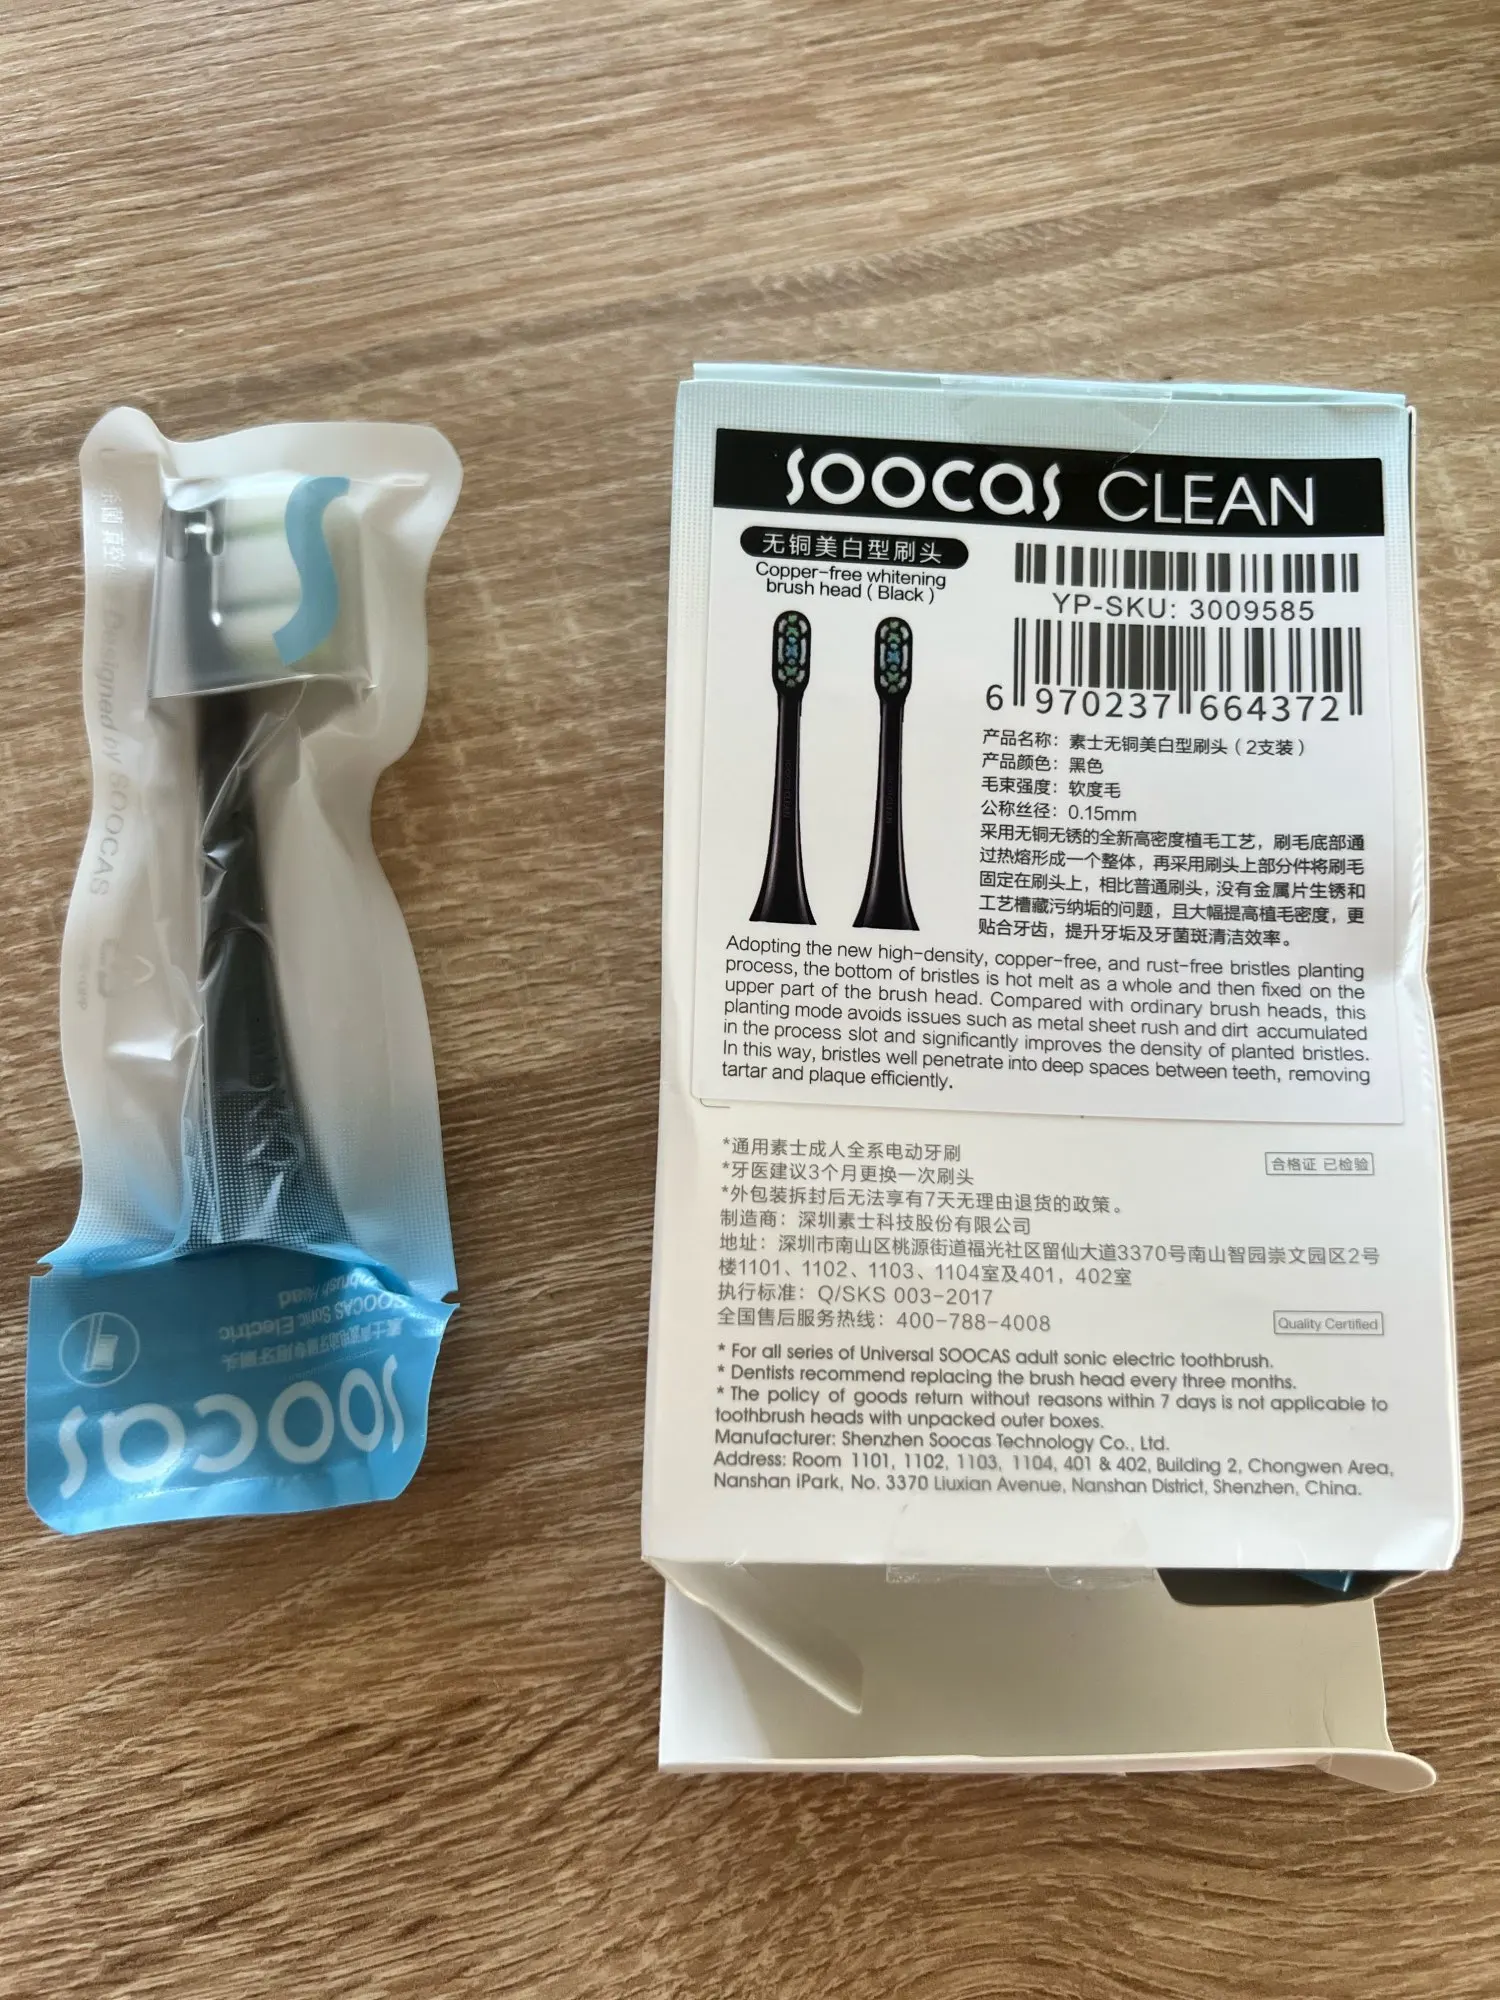 SOOCAS CLEAN
无铜美白型刷头
Copper-free whitening
brush head ( Black )
YP-SKU: 3009585
6 970237 664372
产品名称：素士无铜美白型刷头（2支装）
产品颜色：黑色
毛束强度：软度毛
公称丝径：0.15mm
采用无铜无锈的全新高密度植毛工艺，刷毛底部通
过热熔形成一个整体，再采用刷头上部分件将刷毛
固定在刷头上，相比普通刷头，没有金属片生锈和
工艺槽藏污纳垢的问题，且大幅提高植毛密度，更
贴合牙齿，提升牙垢及牙菌斑清洁效率。
Adopting the new high-density, copper-free, and rust-free bristles planting
process, the bottom of bristles is hot melt as a whole and then fixed on the
upper part of the brush head. Compared with ordinary brush heads, this
planting mode avoids issues such as metal sheet rush and dirt accumulated
in the process slot and significantly improves the density of planted bristles.
In this way, bristles well penetrate into deep spaces between teeth, removing
tartar and plaque efficiently.
*通用素士成人全系电动牙刷
*牙医建议3个月更换一次刷头
*外包装拆封后无法享有7天无理由退货的政策。
合格证 已检验
制造商：深圳素士科技股份有限公司
地址：深圳市南山区桃源街道福光社区留仙大道3370号南山智园崇文园区2号
楼1101、1102、1103、1104室及401，402室
执行标准：Q/SKS 003-2017
全国售后服务热线：400-788-4008
Quality Certified
* For all series of Universal SOOCAS adult sonic electric toothbrush.
* Dentists recommend replacing the brush head every three months.
* The policy of goods return without reasons within 7 days is not applicable to
toothbrush heads with unpacked outer boxes.
Manufacturer: Shenzhen Soocas Technology Co., Ltd.
Address: Room 1101, 1102, 1103, 1104, 401 & 402, Building 2, Chongwen Area,
Nanshan iPark, No. 3370 Liuxian Avenue, Nanshan District, Shenzhen, China.
SOOCAS
素士声波电动牙刷专用牙刷头
SOOCAS Sonic Electric
Toothbrush Head
Designed by SOOCAS